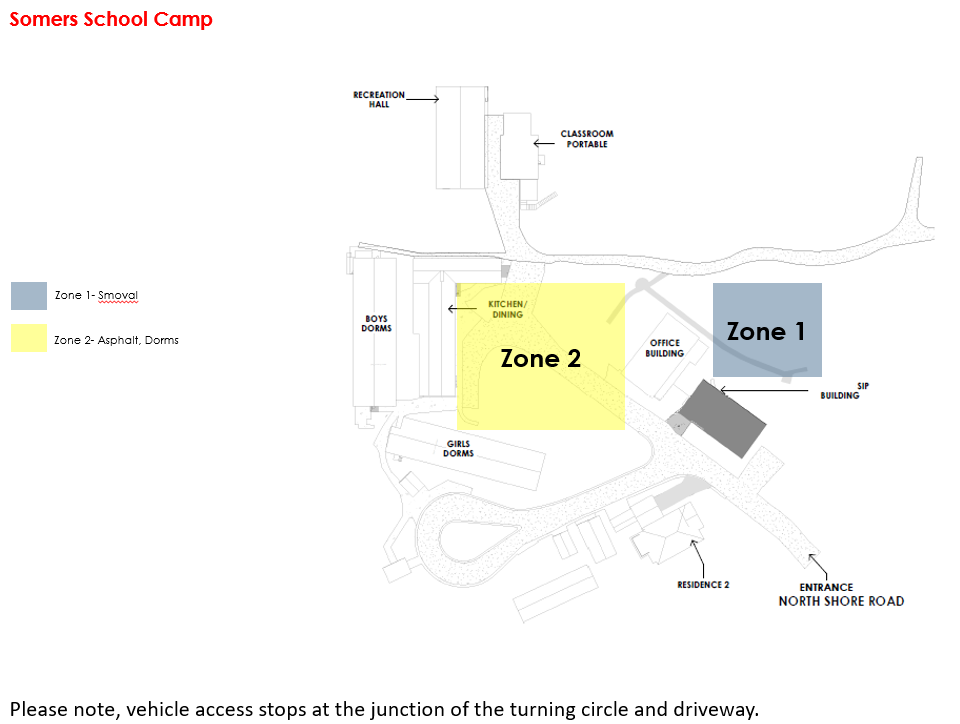 Somers School Camp
RECREATION
HALL
CLASSROOM
PORTABLE
Zone 1- Smoval
Zone 2- Asphalt, Dorms
BOYS
DORMS
KITCHEN/
DINING
Zone 2
OFFICE
BUILDING
Zone 1
SIP
BUILDING
GIRLS
DORMS
RESIDENCE 2
ENTRANCE
NORTH SHORE ROAD
Please note, vehicle access stops at the junction of the turning circle and driveway.